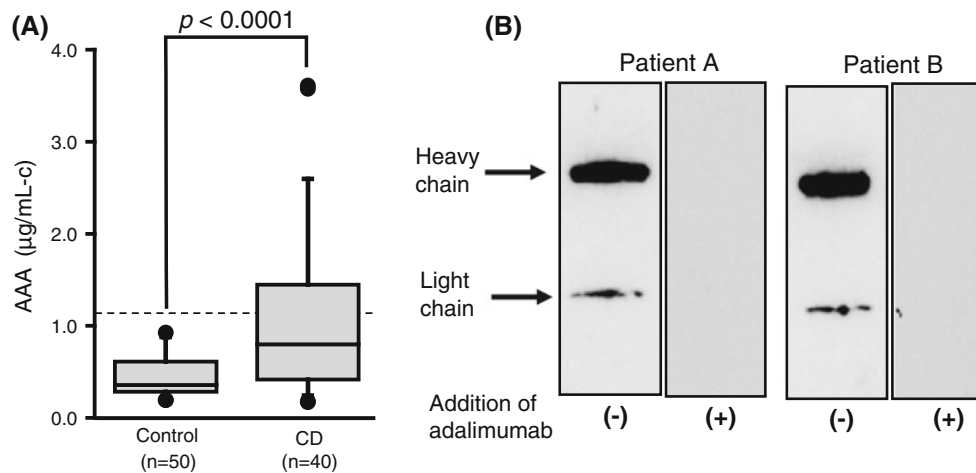 (A)
p < 0.0001
4.0
3.0
2.0
1.0
0.0
AAA (µg/mL-c)
Control
(n=50)
CD
(n=40)
(B)
Patient A
Patient B
Heavy
chain
Light
chain
Addition of
adalimumab
(-)
(+)
(-)
(+)